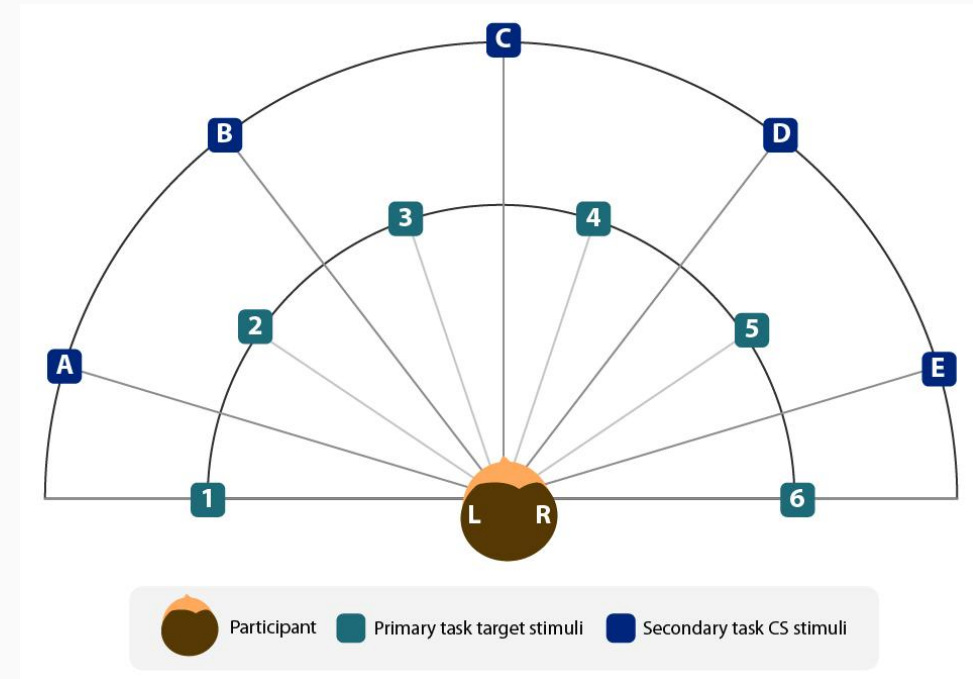 C
B
D
3
4
2
5
A
E
1
6
L R
Participant
Primary task target stimuli
Secondary task CS stimuli